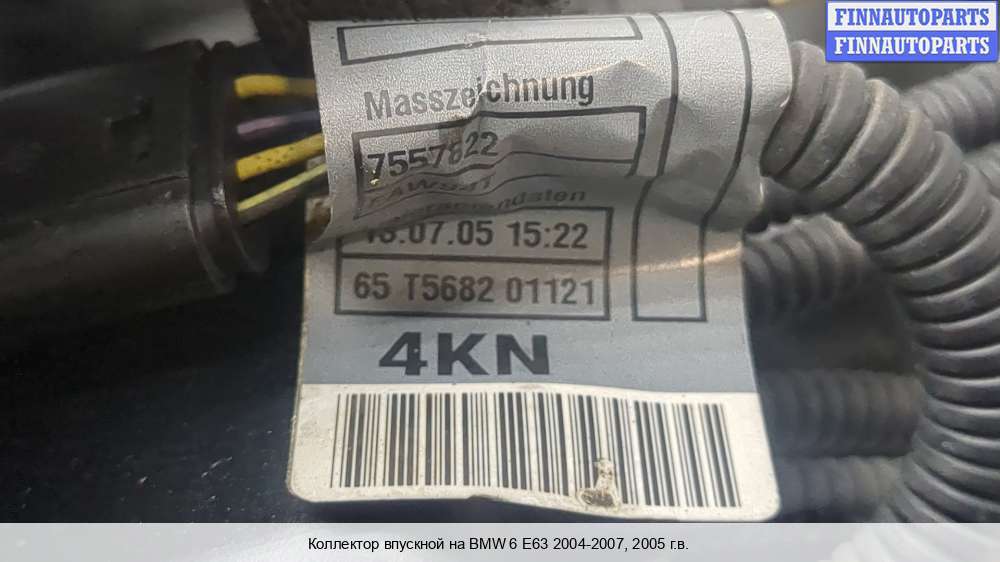 FINNAUTOPARTS
FINNAUTOPARTS
Masszeichnung
7557822
13.07.05 15:22
65 T5682 01121
4KN
Коллектор впускной на BMW 6 E63 2004-2007, 2005 г.в.